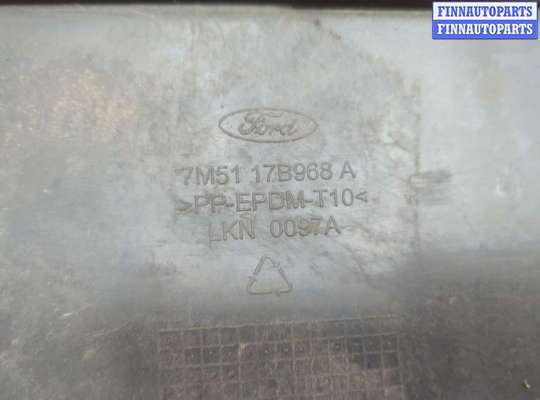 FINNAUTOPARTS
FINNAUTOPARTS
Ford
7M51 17B968 A
>PP-EPDM-T10<
LKN 0097A